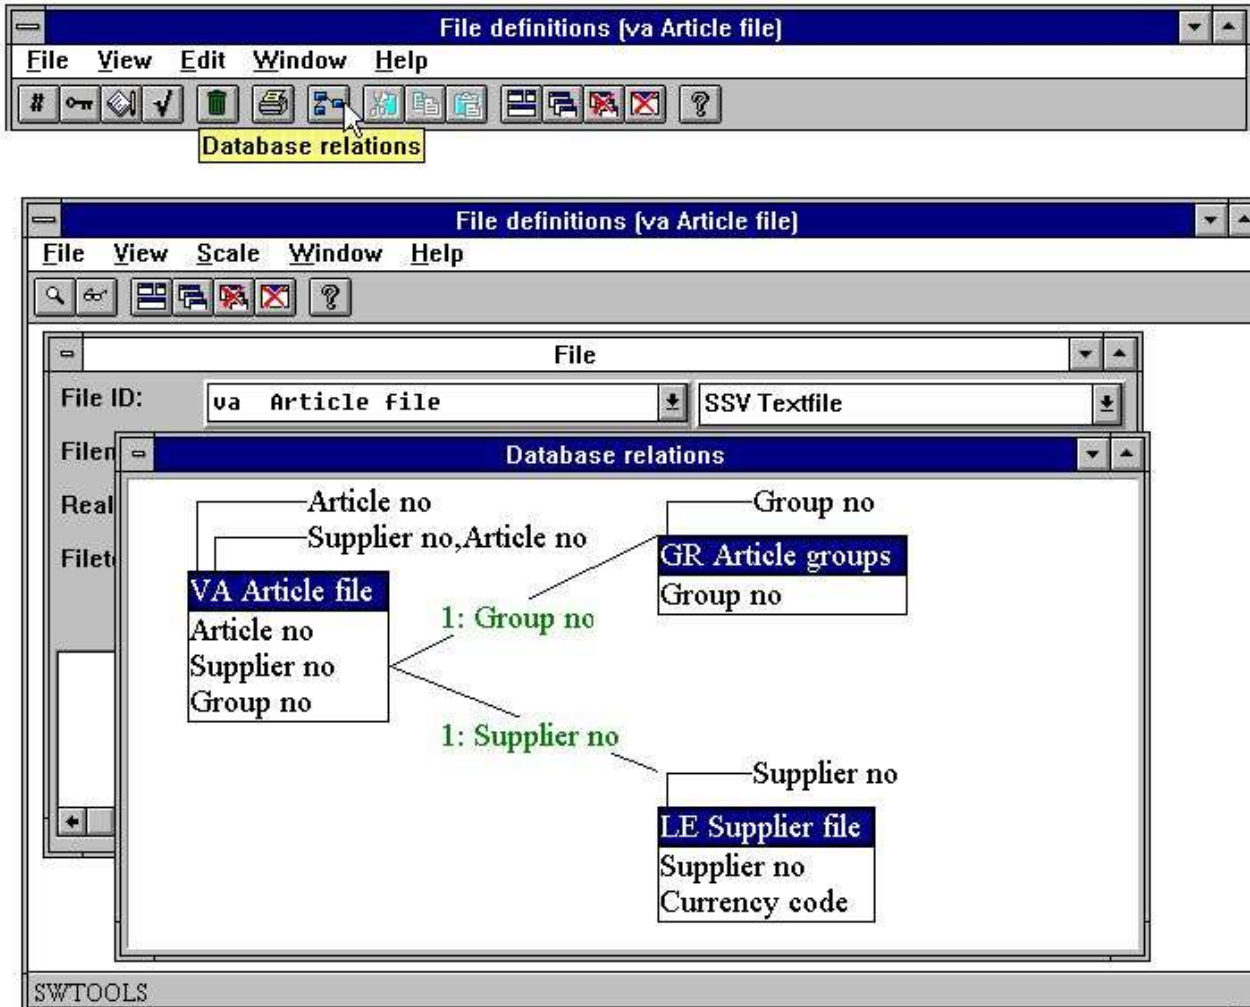 File definitions (va Article file)
File View Edit Window Help
#
Database relations
File definitions (va Article file)
File View Scale Window Help
File
File ID: va Article file SSV Textfile
Filen
Database relations
Real
Filet
Article no
Supplier no,Article no
VA Article file
Article no
Supplier no
Group no
1: Group no
1: Supplier no
Group no
GR Article groups
Group no
Supplier no
LE Supplier file
Supplier no
Currency code
SWTOOLS